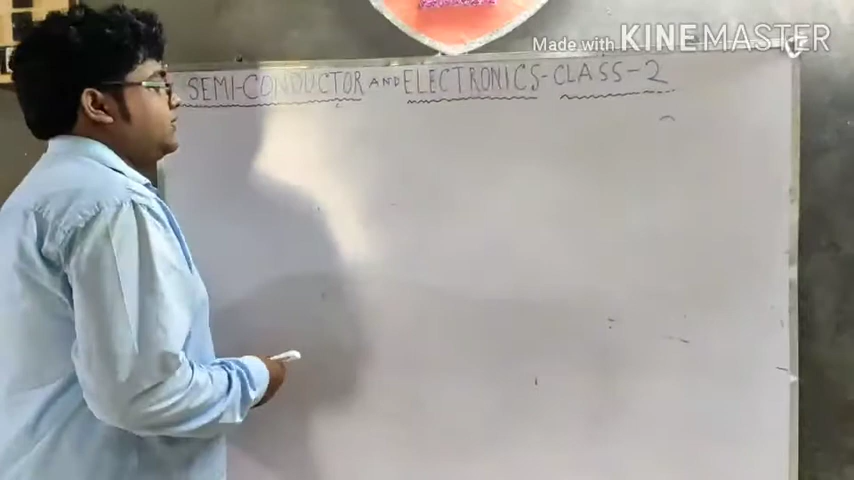 Made with KINEMASTER
SEMI-CONDUCTOR AND ELECTRONICS-CLASS-2